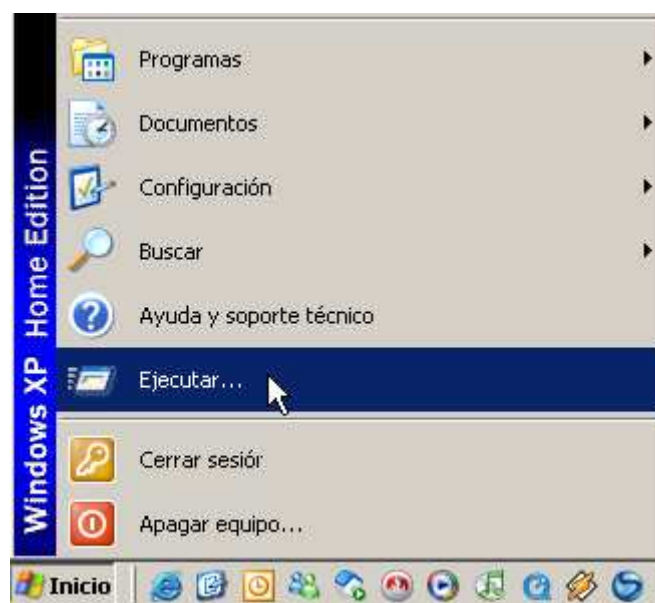 Programas
Documentos
Configuración
Buscar
Ayuda y soporte técnico
Ejecutar...
Cerrar sesiór
Apagar equipo...
Windows XP Home Edition
Inicio